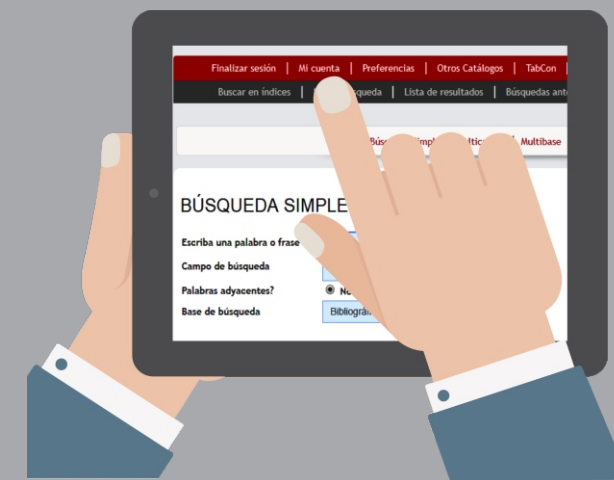 Finalizar sesión | Mi cuenta | Preferencias | Otros Catálogos | TabCon |
Buscar en índices | | Lista de resultados | Búsquedas
Multibase
BÚSQUEDA SIMPLE
Escriba una palabra o frase
Campo de búsqueda
Palabras adyacentes?
Base de búsqueda